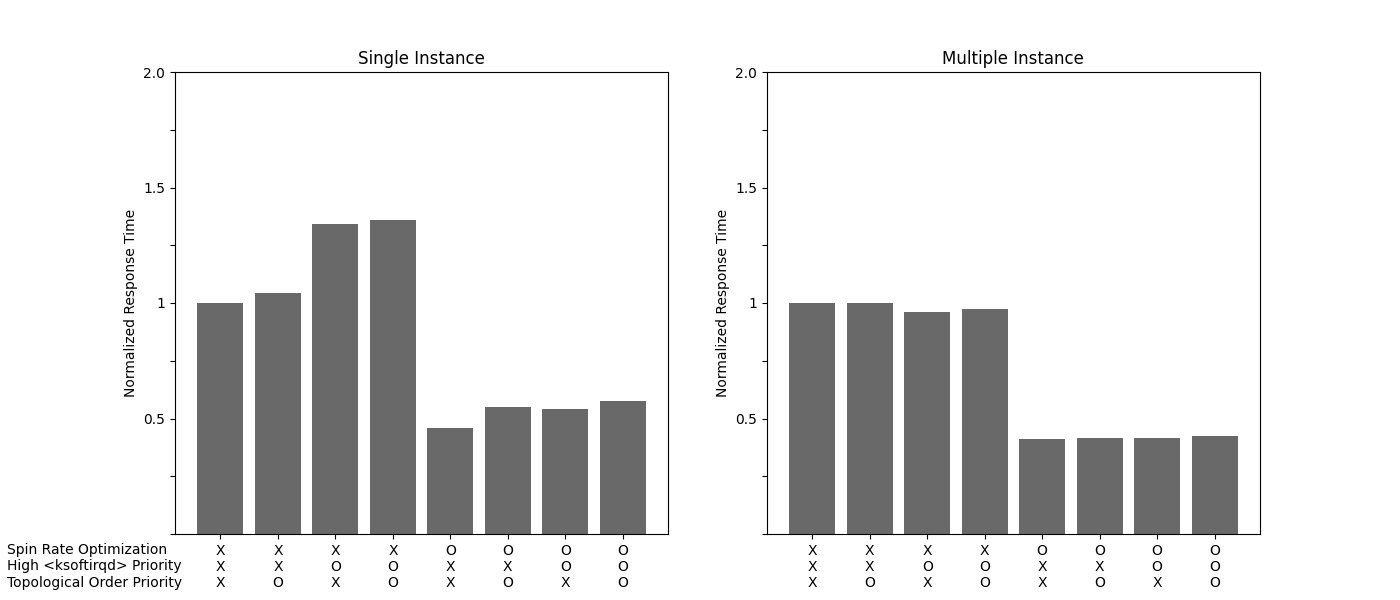 Single Instance
Multiple Instance
2.0
1.5
1
0.5
Normalized Response Time
2.0
1.5
1
0.5
Normalized Response Time
Spin Rate Optimization X X X X O O O O X X X X O O O O
High <ksoftirqd> Priority X X O O X X O O X X O O X X O O
Topological Order Priority X O X O X O X O X O X O X O X O